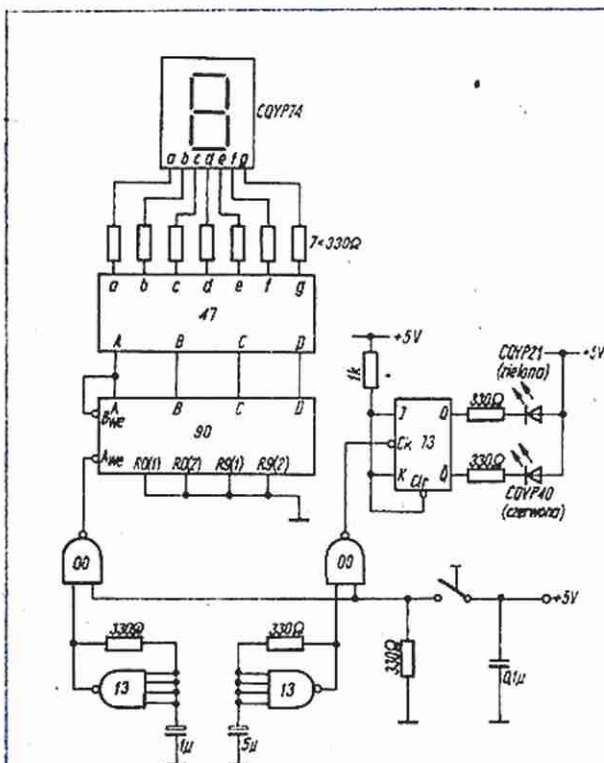 CQYP74
a b c d e f g
7×330Ω
a b c d e f g
47
A B C D
A B C D
Bwe
90
Awe
R0(1) R0(2) R9(1) R9(2)
+5V
1k
J Q
Ck 73
K Q
Clr
330Ω
330Ω
CQYP21
(zielona)
+5V
CQYP40
(czerwona)
00
00
+5V
330Ω
330Ω
330Ω
0,1µ
13
13
1µ
5µ